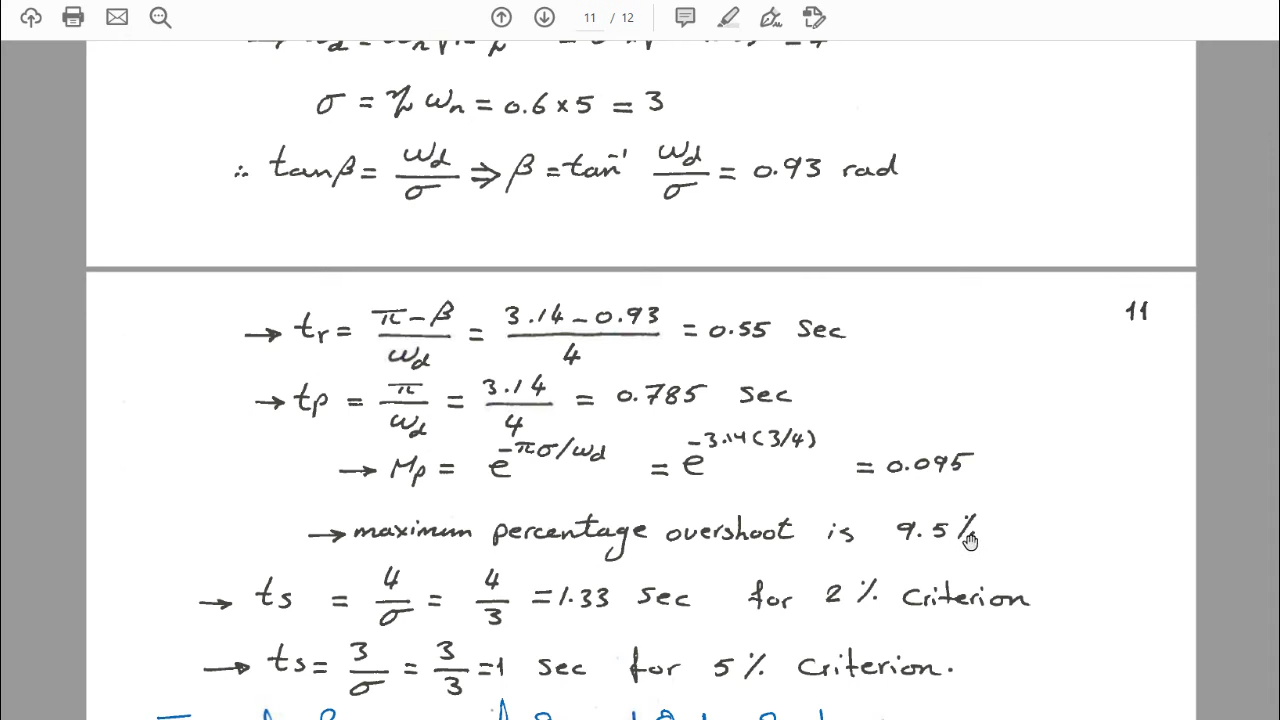 11 / 12
σ = ζ ωn = 0.6 × 5 = 3
∴ tanβ = ωd/σ ⇒ β = tan⁻¹ ωd/σ = 0.93 rad
11
→ tr = (π − β)/ωd = (3.14 − 0.93)/4 = 0.55 Sec
→ tp = π/ωd = 3.14/4 = 0.785 Sec
→ Mp = e^(−πσ/ωd) = e^(−3.14(3/4)) = 0.095
→ maximum percentage overshoot is 9.5 %
→ ts = 4/σ = 4/3 = 1.33 Sec for 2 % Criterion
→ ts = 3/σ = 3/3 = 1 Sec for 5 % Criterion.